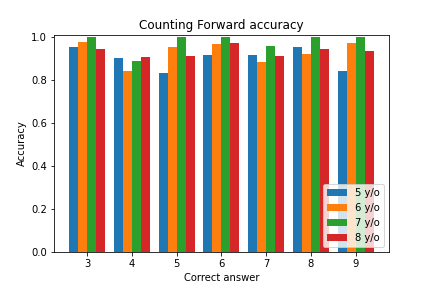 Counting Forward accuracy
1.0
0.8
0.6
0.4
0.2
0.0
Accuracy
3 4 5 6 7 8 9
Correct answer
5 y/o
6 y/o
7 y/o
8 y/o